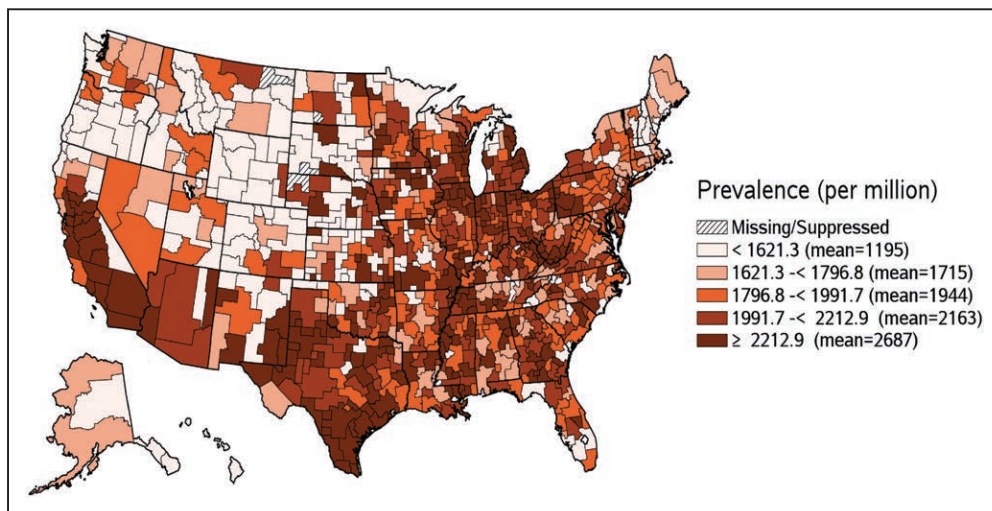 Prevalence (per million)
Missing/Suppressed
< 1621.3 (mean=1195)
1621.3 -< 1796.8 (mean=1715)
1796.8 -< 1991.7 (mean=1944)
1991.7 -< 2212.9 (mean=2163)
≥ 2212.9 (mean=2687)